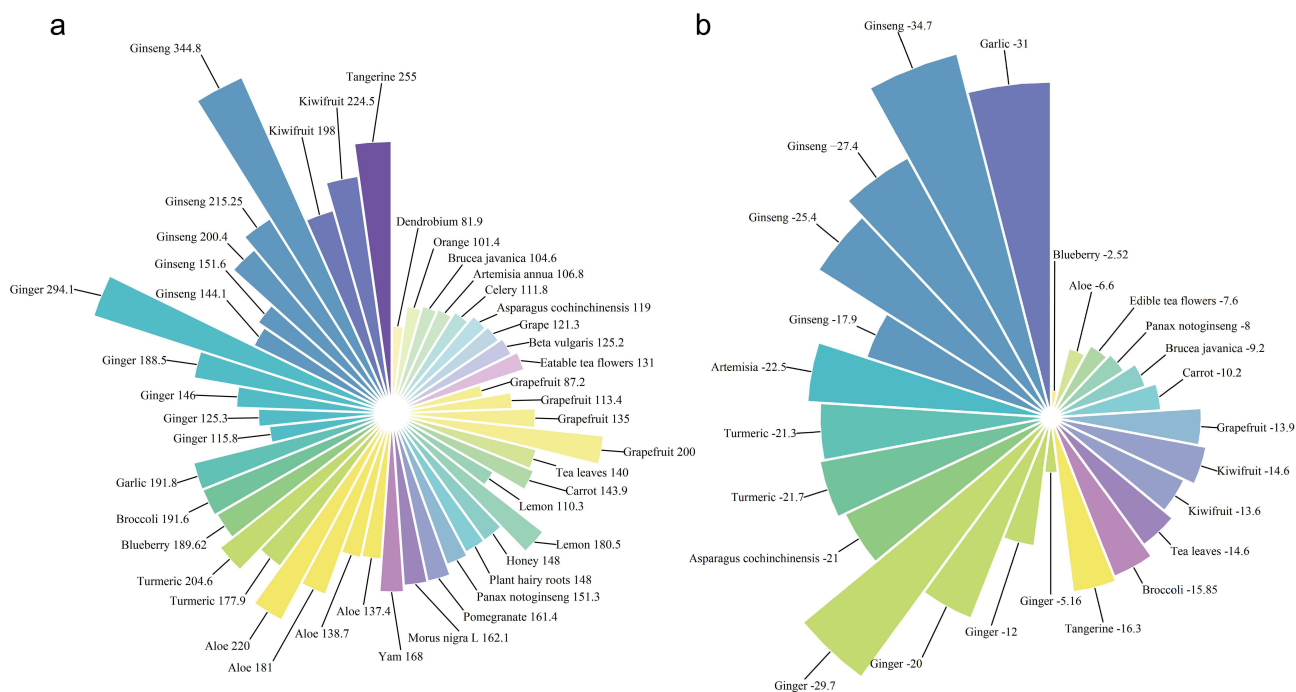 a
Ginseng 344.8
Tangerine 255
Kiwifruit 224.5
Kiwifruit 198
Ginseng 215.25
Ginseng 200.4
Ginseng 151.6
Ginseng 144.1
Ginger 294.1
Ginger 188.5
Ginger 146
Ginger 125.3
Ginger 115.8
Garlic 191.8
Broccoli 191.6
Blueberry 189.62
Turmeric 204.6
Turmeric 177.9
Aloe 220
Aloe 181
Aloe 138.7
Aloe 137.4
Yam 168
Morus nigra L 162.1
Pomegranate 161.4
Panax notoginseng 151.3
Plant hairy roots 148
Honey 148
Lemon 180.5
Lemon 110.3
Carrot 143.9
Tea leaves 140
Grapefruit 200
Grapefruit 135
Grapefruit 113.4
Grapefruit 87.2
Eatable tea flowers 131
Beta vulgaris 125.2
Grape 121.3
Asparagus cochinchinensis 119
Celery 111.8
Artemisia annua 106.8
Brucea javanica 104.6
Orange 101.4
Dendrobium 81.9
b
Ginseng -34.7
Garlic -31
Ginseng −27.4
Ginseng -25.4
Ginseng -17.9
Artemisia -22.5
Turmeric -21.3
Turmeric -21.7
Asparagus cochinchinensis -21
Ginger -29.7
Ginger -20
Ginger -12
Ginger -5.16
Tangerine -16.3
Broccoli -15.85
Tea leaves -14.6
Kiwifruit -13.6
Kiwifruit -14.6
Grapefruit -13.9
Carrot -10.2
Brucea javanica -9.2
Panax notoginseng -8
Edible tea flowers -7.6
Aloe -6.6
Blueberry -2.52